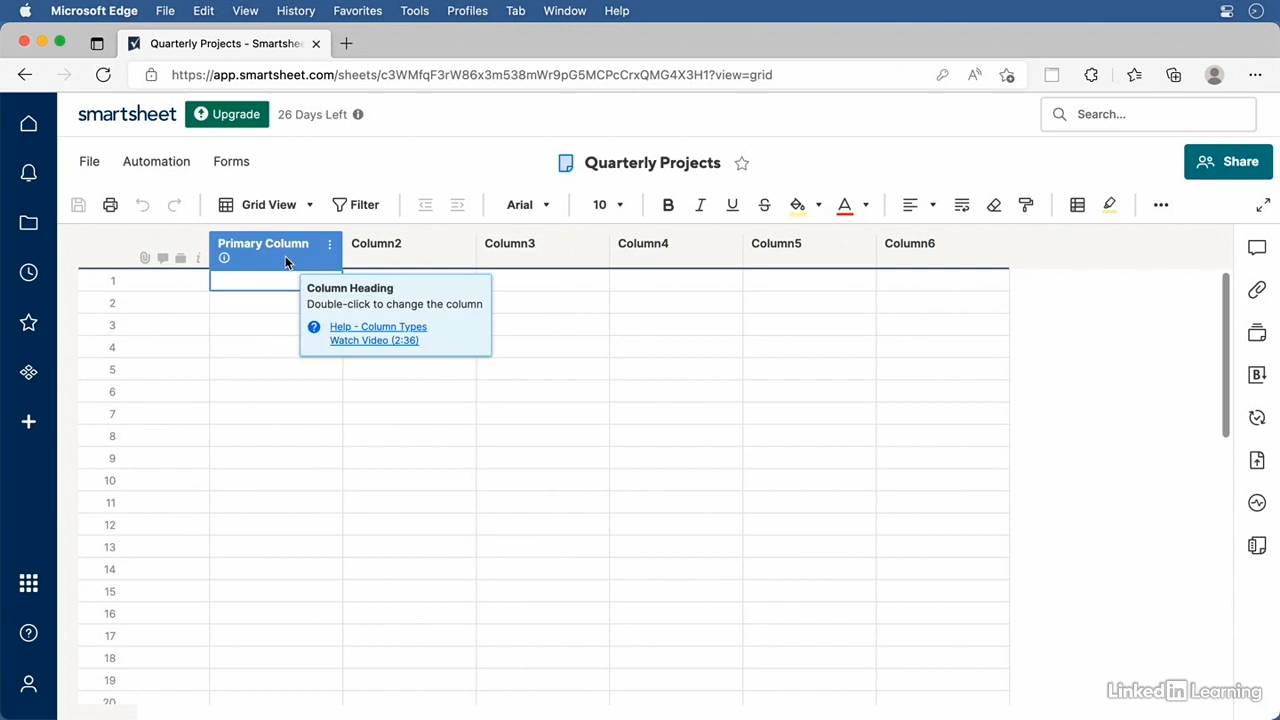 Microsoft Edge File Edit View History Favorites Tools Profiles Tab Window Help
Quarterly Projects - Smartshe
https://app.smartsheet.com/sheets/c3WMfqF3rW86x3m538mWr9pG5MCPcCrxQMG4X3H1?view=grid
smartsheet Upgrade 26 Days Left Search...
File Automation Forms Quarterly Projects Share
Grid View Filter Arial 10 B I U S A
Primary Column Column2 Column3 Column4 Column5 Column6
1
Column Heading
2
Double-click to change the column
3
Help - Column Types
Watch Video (2:36)
4
5
6
7
8
9
10
11
12
13
14
15
16
17
18
19
20
LinkedIn Learning